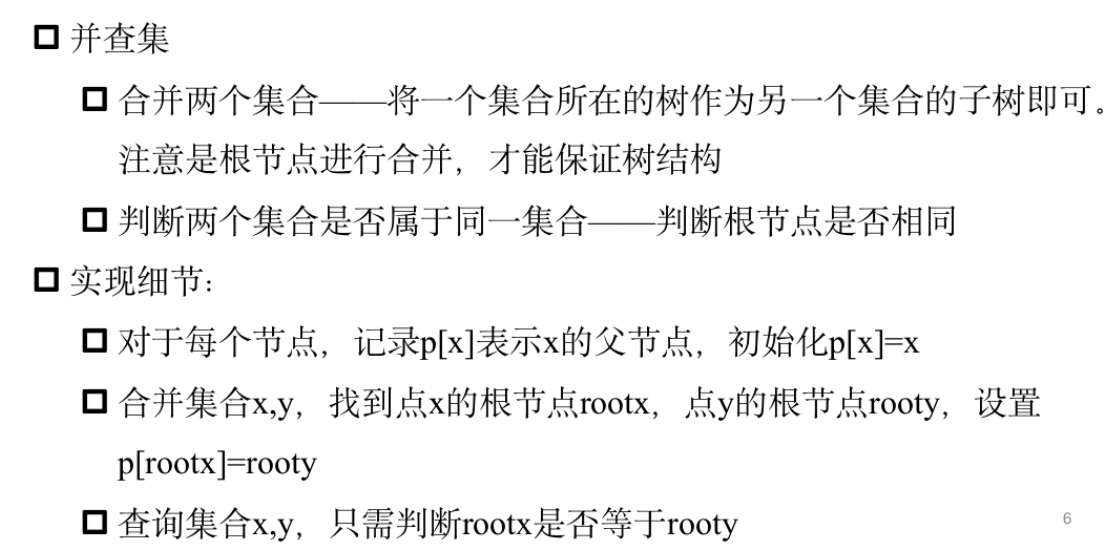 并查集
合并两个集合——将一个集合所在的树作为另一个集合的子树即可。
注意是根节点进行合并，才能保证树结构
判断两个集合是否属于同一集合——判断根节点是否相同
实现细节：
对于每个节点，记录p[x]表示x的父节点，初始化p[x]=x
合并集合x,y，找到点x的根节点rootx，点y的根节点rooty，设置
p[rootx]=rooty
查询集合x,y，只需判断rootx是否等于rooty
6